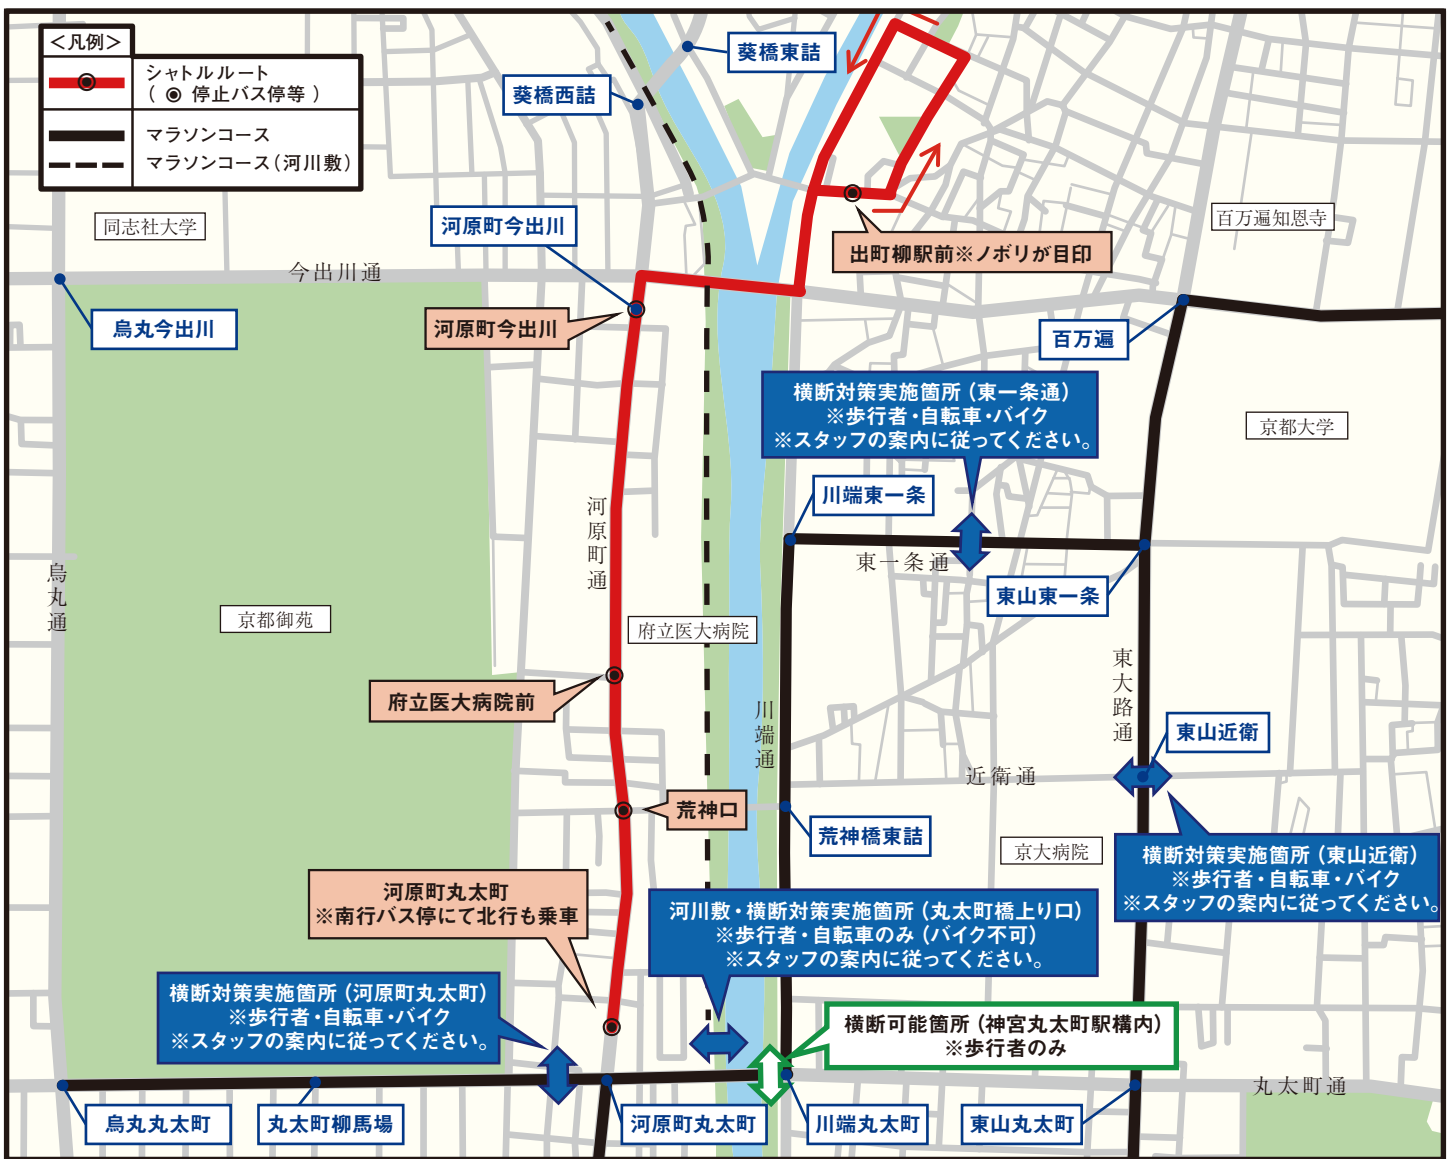 <凡例>
シャトルルート
( ◉ 停止バス停等 )
マラソンコース
マラソンコース(河川敷)
葵橋東詰
葵橋西詰
同志社大学
河原町今出川
今出川通
百万遍知恩寺
出町柳駅前※ノボリが目印
烏丸今出川
河原町今出川
百万遍
横断対策実施箇所(東一条通)
※歩行者・自転車・バイク
※スタッフの案内に従ってください。
京都大学
川端東一条
河原町通
東一条通
烏丸通
東山東一条
京都御苑
府立医大病院
東大路通
府立医大病院前
川端通
東山近衛
近衛通
荒神口
荒神橋東詰
京大病院
横断対策実施箇所(東山近衛)
※歩行者・自転車・バイク
※スタッフの案内に従ってください。
河原町丸太町
※南行バス停にて北行も乗車
河川敷・横断対策実施箇所(丸太町橋上り口)
※歩行者・自転車のみ(バイク不可)
※スタッフの案内に従ってください。
横断対策実施箇所(河原町丸太町)
※歩行者・自転車・バイク
※スタッフの案内に従ってください。
横断可能箇所(神宮丸太町駅構内)
※歩行者のみ
丸太町通
烏丸丸太町
丸太町柳馬場
河原町丸太町
川端丸太町
東山丸太町